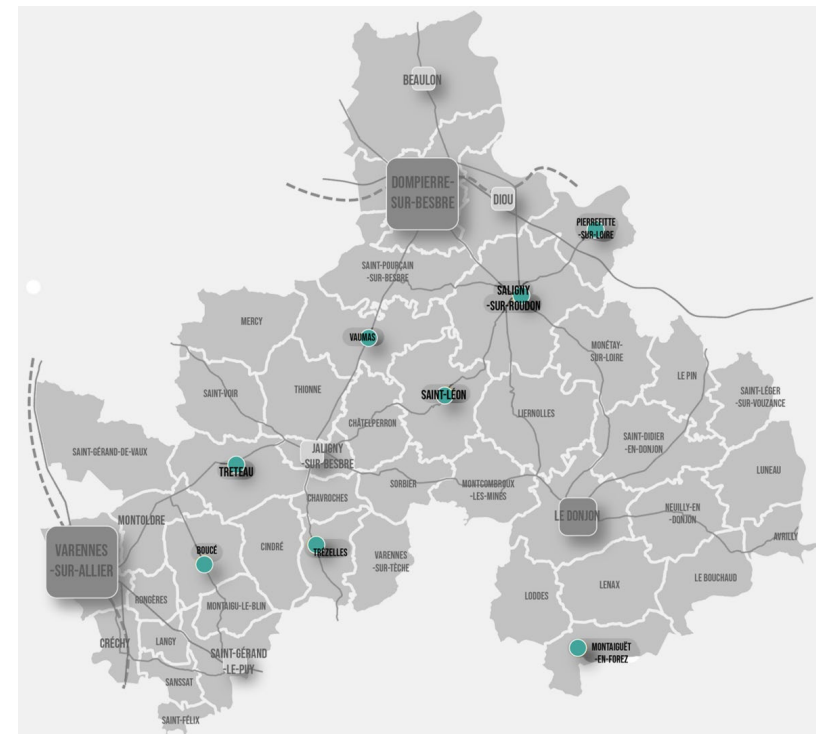 BEAULON
DOMPIERRE-
SUR-BESBRE
DIOU
PIERREFITTE
-SUR-LOIRE
SAINT-POURÇAIN
-SUR-BESBRE
SALIGNY
-SUR-ROUDON
MERCY
VAUMAS
MONÉTAY-
SUR-LOIRE
LE PIN
SAINT-LÉGER
-SUR-VOUZANCE
SAINT-VOIR
THIONNE
SAINT-LÉON
LIERNOLLES
CHÂTELPERRON
SAINT-DIDIER
-EN-DONJON
SAINT-GÉRAND-DE-VAUX
JALIGNY
-SUR-BESBRE
TRETEAU
LUNEAU
SORBIER
MONTCOMBROUX
-LES-MINES
CHAVROCHES
NEUILLY-EN
-DONJON
LE DONJON
MONTOLDRE
AVRILLY
VARENNES
-SUR-ALLIER
BOUCÉ
CINDRÉ
TREZELLES
VARENNES
-SUR-TÈCHE
LE BOUCHAUD
LENAX
LODDES
RONGÈRES
MONTAIGU-LE-BLIN
CRÉCHY
LANGY
SAINT-GÉRAND
-LE-PUY
MONTAIGUËT
-EN-FOREZ
SANSSAT
SAINT-FÉLIX